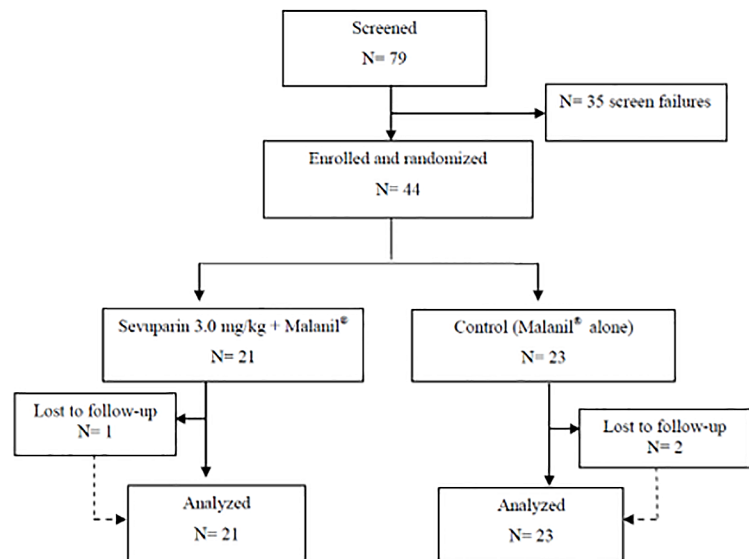 Screened
N= 79
N= 35 screen failures
Enrolled and randomized
N= 44
Sevuparin 3.0 mg/kg + Malanil®
N= 21
Control (Malanil® alone)
N= 23
Lost to follow-up
N= 1
Lost to follow-up
N= 2
Analyzed
N= 21
Analyzed
N= 23